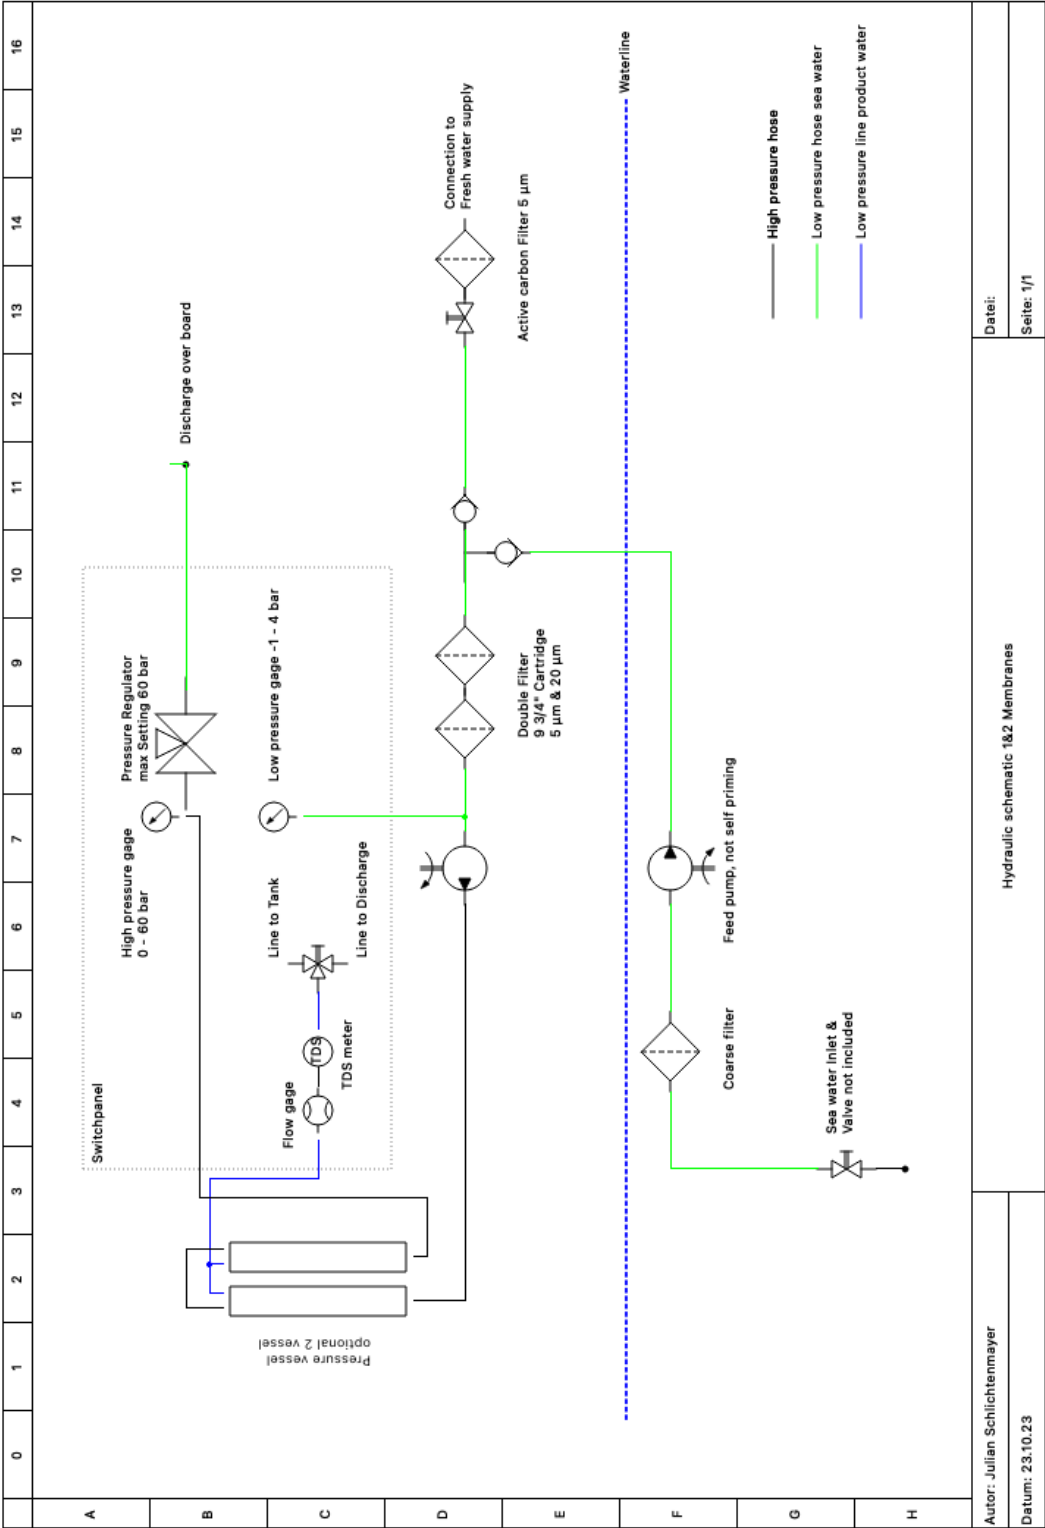 0 1 2 3 4 5 6 7 8 9 10 11 12 13 14 15 16
A
B
C
D
E
F
G
H
Switchpanel
High pressure gage
0 - 60 bar
Pressure Regulator
max Setting 60 bar
Discharge over board
Low pressure gage -1 - 4 bar
Line to Tank
Line to Discharge
Flow gage
TDS
TDS meter
Pressure vessel
optional 2 vessel
Connection to
Fresh water supply
Active carbon Filter 5 µm
Double Filter
9 3/4" Cartridge
5 µm & 20 µm
Waterline
Feed pump, not self priming
Coarse filter
Sea water Inlet &
Valve not included
High pressure hose
Low pressure hose sea water
Low pressure line product water
Autor: Julian Schlichtenmayer
Datum: 23.10.23
Hydraulic schematic 1&2 Membranes
Datei:
Seite: 1/1